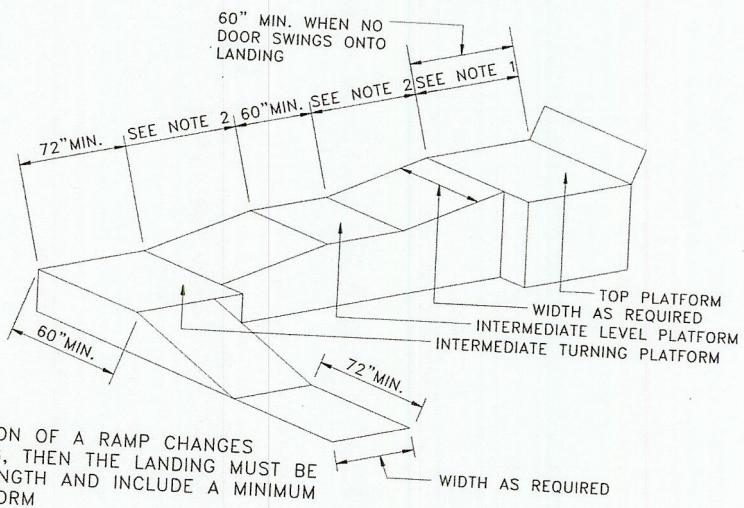 60" MIN. WHEN NO
DOOR SWINGS ONTO
LANDING
72"MIN.
SEE NOTE 2
60"MIN.
SEE NOTE 2
SEE NOTE 1
TOP PLATFORM
WIDTH AS REQUIRED
INTERMEDIATE LEVEL PLATFORM
INTERMEDIATE TURNING PLATFORM
60"MIN.
72"MIN.
WIDTH AS REQUIRED
ON OF A RAMP CHANGES
, THEN THE LANDING MUST BE
NGTH AND INCLUDE A MINIMUM
ORM